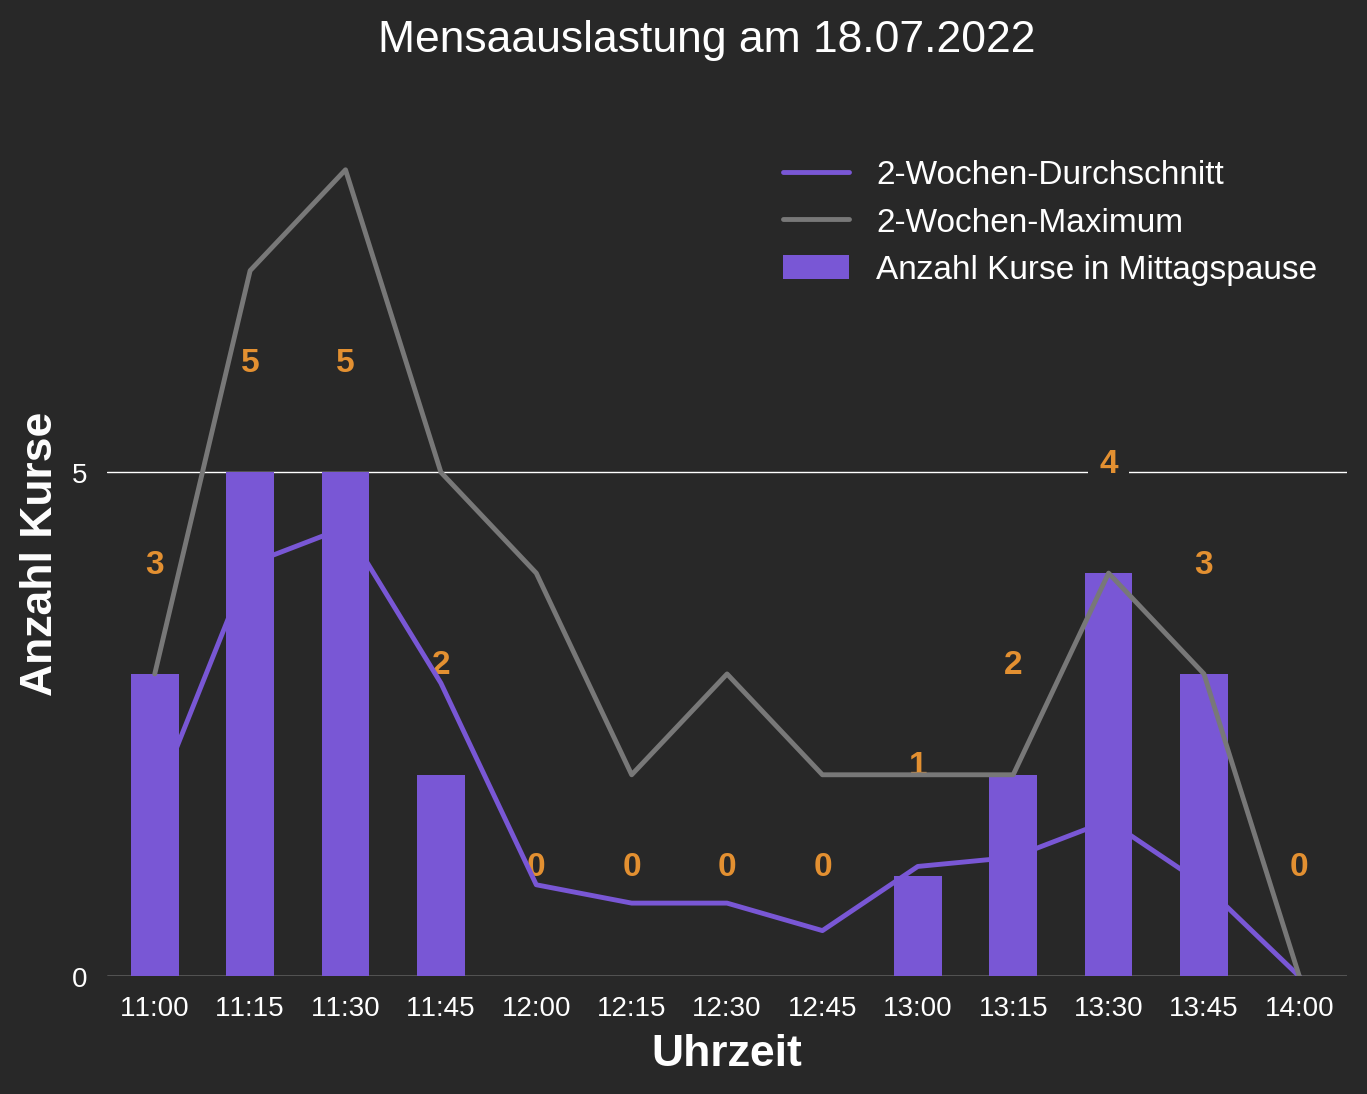 Mensaauslastung am 18.07.2022
2-Wochen-Durchschnitt
2-Wochen-Maximum
Anzahl Kurse in Mittagspause
Anzahl Kurse
5
0
3
5
5
2
0
0
0
0
1
2
4
3
0
11:00 11:15 11:30 11:45 12:00 12:15 12:30 12:45 13:00 13:15 13:30 13:45 14:00
Uhrzeit